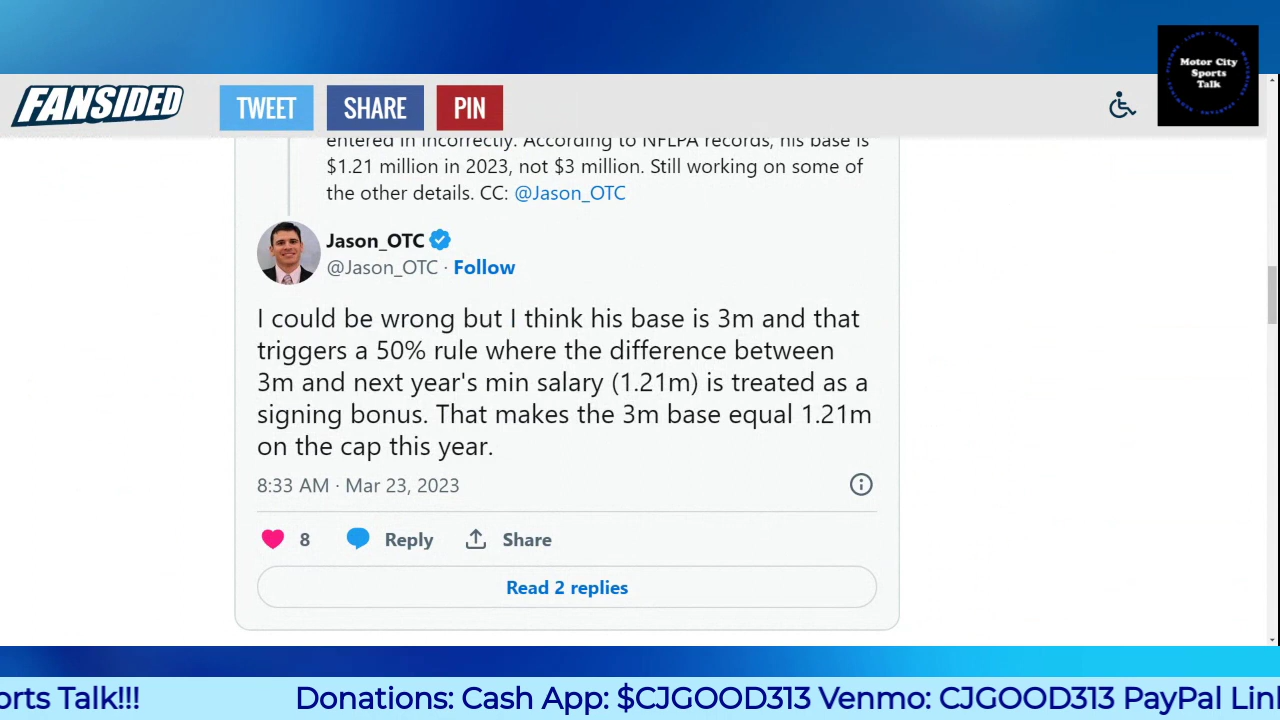 Motor City
Sports
Talk
FANSIDED
TWEET
SHARE
PIN
entered in incorrectly. According to NFLPA records, his base is
$1.21 million in 2023, not $3 million. Still working on some of
the other details. CC: @Jason_OTC
Jason_OTC
@Jason_OTC · Follow
I could be wrong but I think his base is 3m and that
triggers a 50% rule where the difference between
3m and next year's min salary (1.21m) is treated as a
signing bonus. That makes the 3m base equal 1.21m
on the cap this year.
8:33 AM · Mar 23, 2023
8 Reply Share
Read 2 replies
orts Talk!!! Donations: Cash App: $CJGOOD313 Venmo: CJGOOD313 PayPal Lin